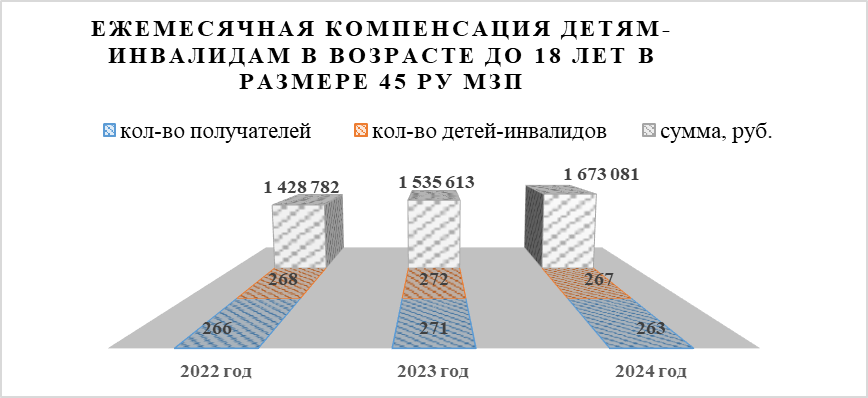 ЕЖЕМЕСЯЧНАЯ КОМПЕНСАЦИЯ ДЕТЯМ-
ИНВАЛИДАМ В ВОЗРАСТЕ ДО 18 ЛЕТ В
РАЗМЕРЕ 45 РУ МЗП
кол-во получателей кол-во детей-инвалидов сумма, руб.
1 428 782 1 535 613 1 673 081
268 272 267
266 271 263
2022 год 2023 год 2024 год